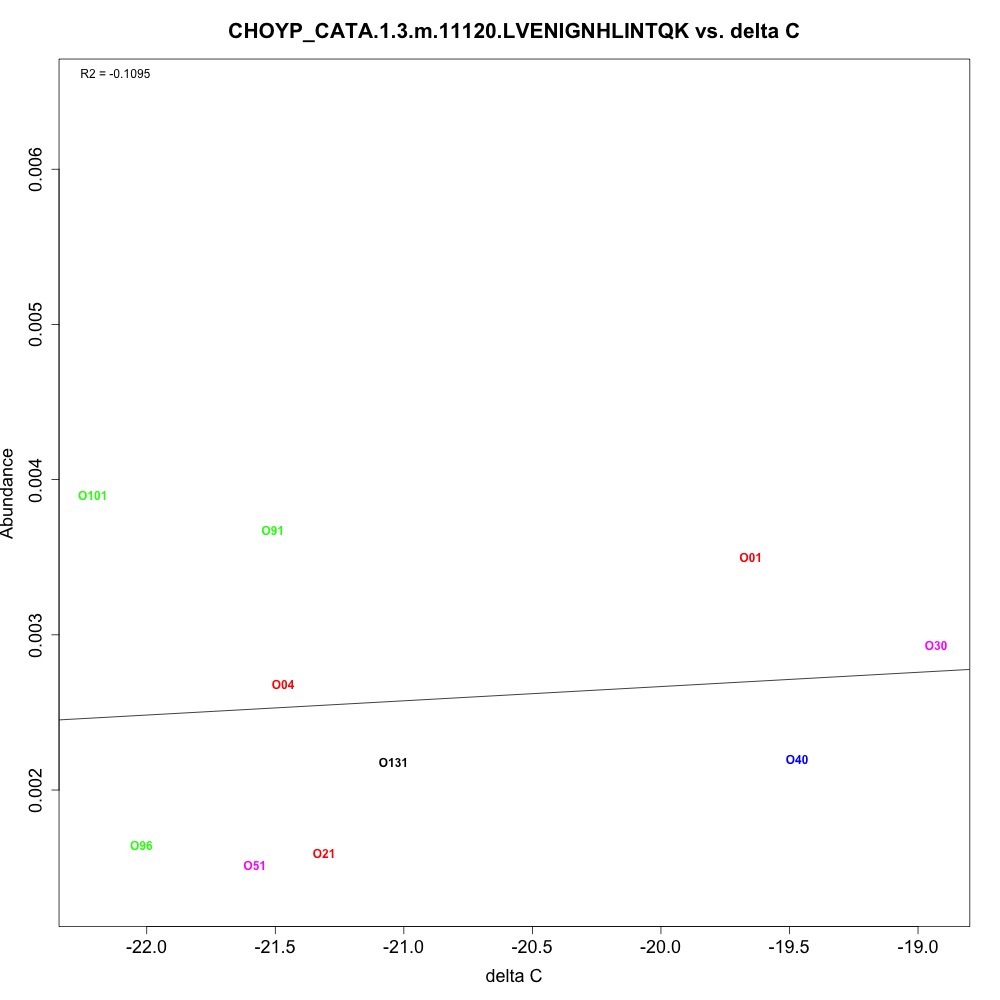 CHOYP_CATA.1.3.m.11120.LVENIGNHLINTQK vs. delta C
R2 = -0.1095
0.006
0.005
0.004
0.003
0.002
Abundance
O101
O91
O01
O30
O04
O131
O40
O96
O51
O21
-22.0 -21.5 -21.0 -20.5 -20.0 -19.5 -19.0
delta C